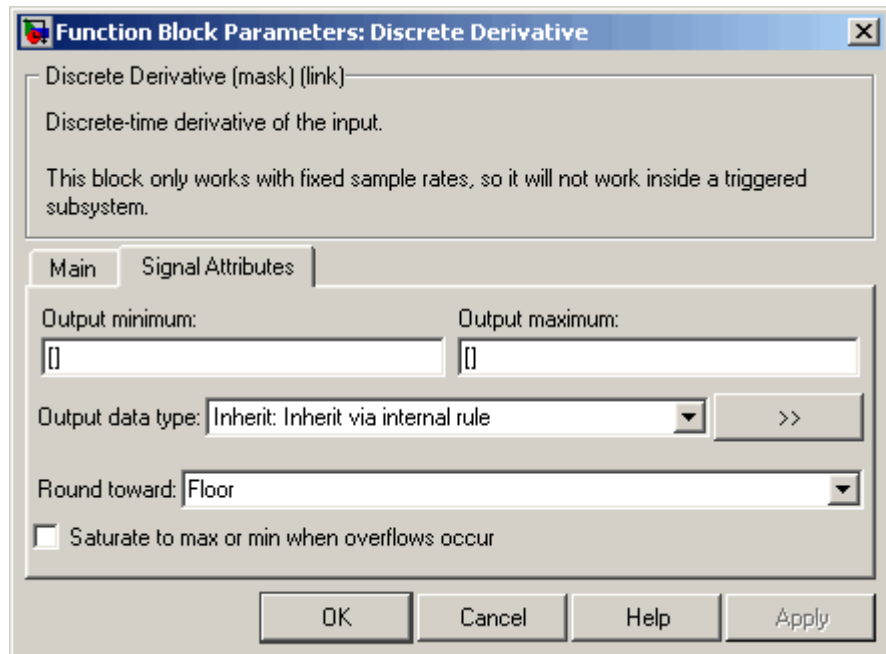 Function Block Parameters: Discrete Derivative
Discrete Derivative (mask) (link)
Discrete-time derivative of the input.
This block only works with fixed sample rates, so it will not work inside a triggered
subsystem.
Main
Signal Attributes
Output minimum:
Output maximum:
[]
[]
Output data type: Inherit: Inherit via internal rule
>>
Round toward: Floor
Saturate to max or min when overflows occur
OK
Cancel
Help
Apply